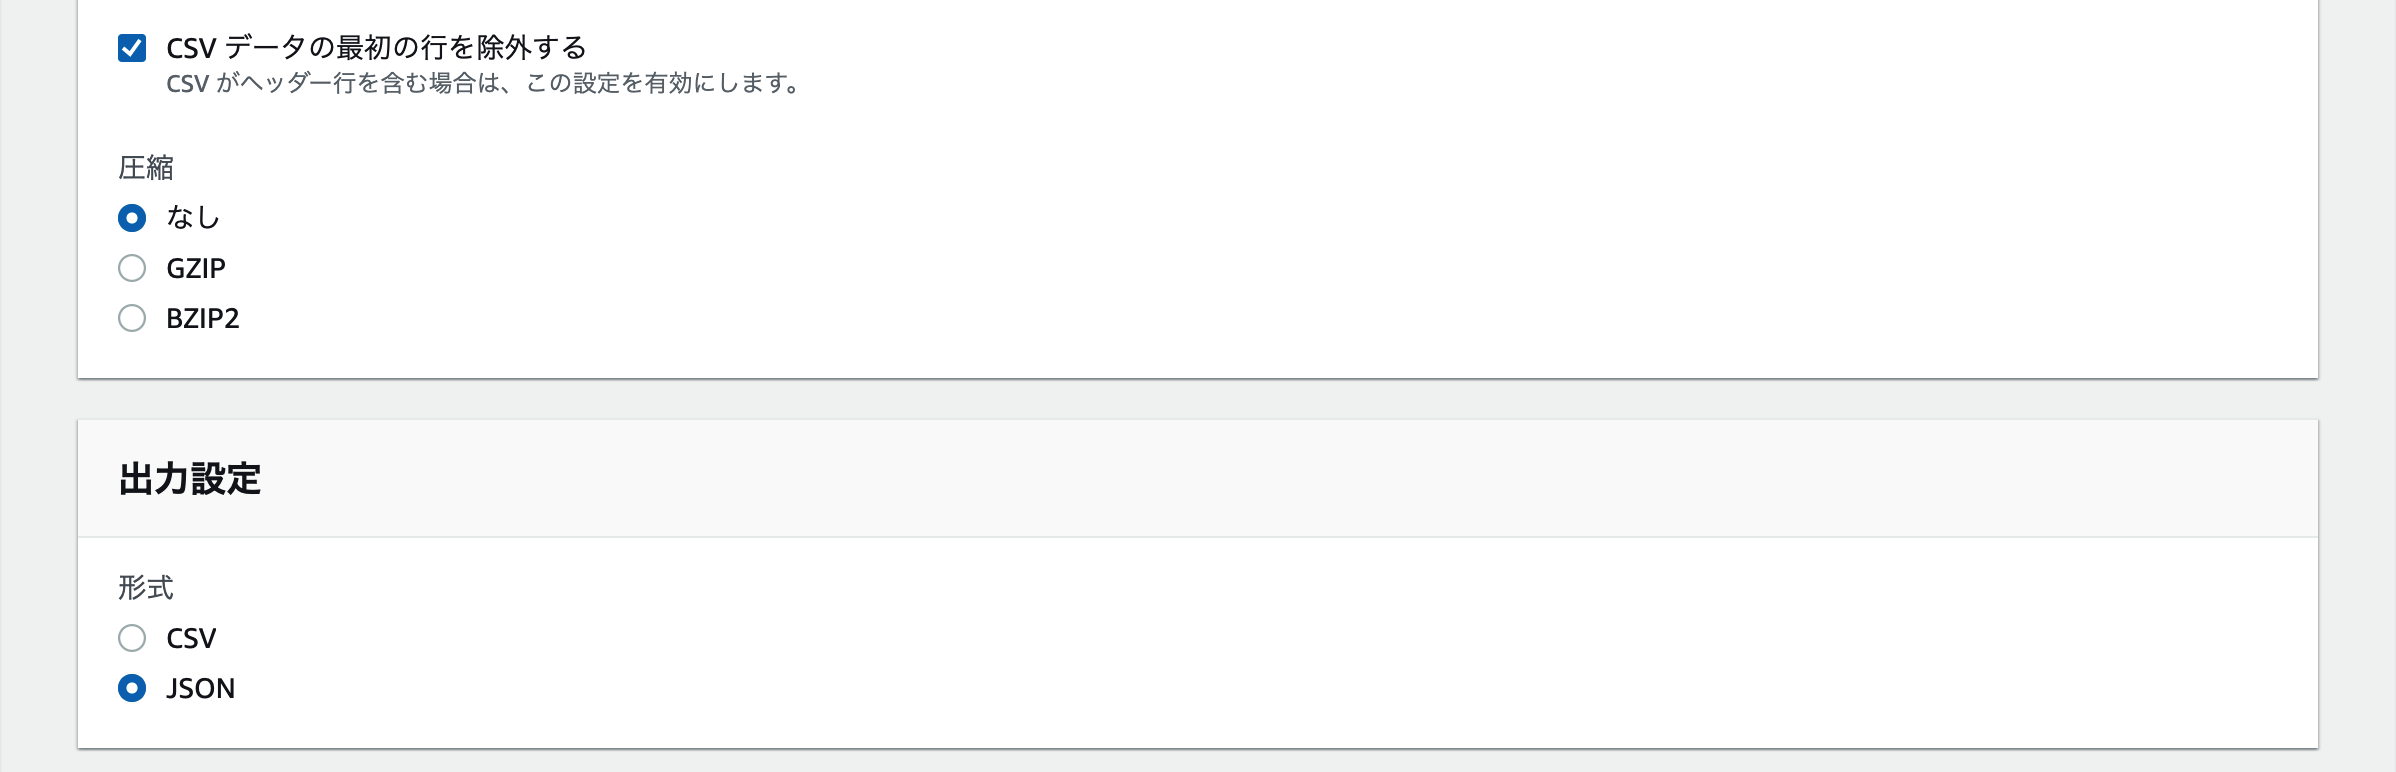 CSV データの最初の行を除外する
CSV がヘッダー行を含む場合は、この設定を有効にします。
圧縮
なし
GZIP
BZIP2
出力設定
形式
CSV
JSON